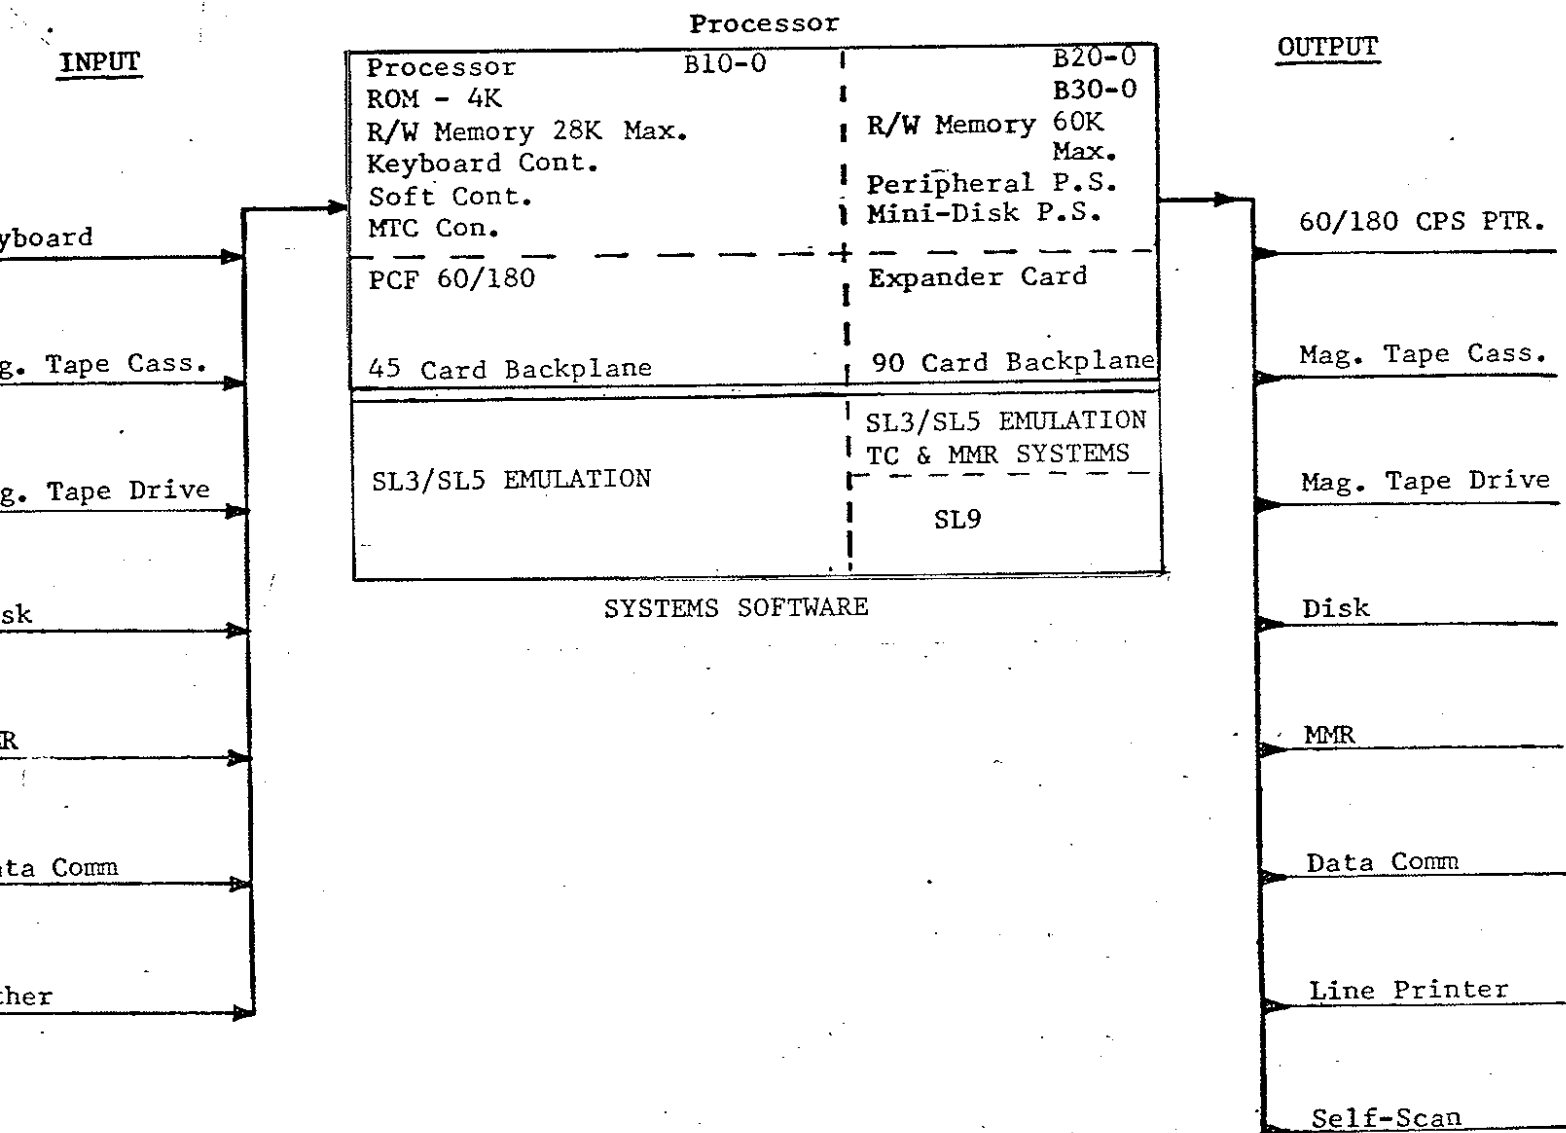 Processor
INPUT
OUTPUT
Processor B10-0
ROM - 4K
R/W Memory 28K Max.
Keyboard Cont.
Soft Cont.
MTC Con.
B20-0
B30-0
R/W Memory 60K
Max.
Peripheral P.S.
Mini-Disk P.S.
PCF 60/180
45 Card Backplane
Expander Card
90 Card Backplane
SL3/SL5 EMULATION
SL3/SL5 EMULATION
TC & MMR SYSTEMS
SL9
SYSTEMS SOFTWARE
yboard
g. Tape Cass.
g. Tape Drive
sk
R
ta Comm
her
60/180 CPS PTR.
Mag. Tape Cass.
Mag. Tape Drive
Disk
MMR
Data Comm
Line Printer
Self-Scan